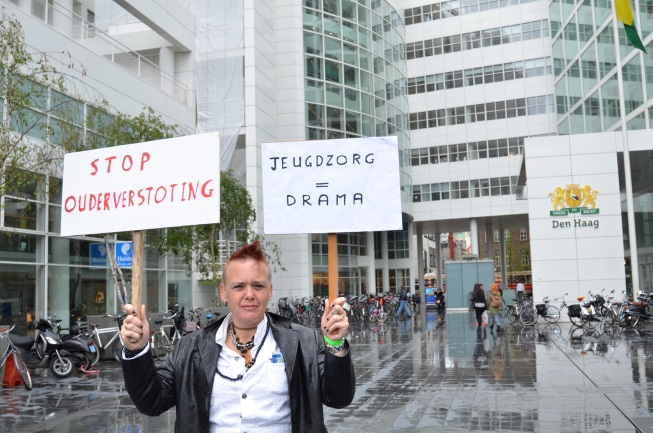 STOP
OUDERVERSTOTING
JEUGDZORG
=
DRAMA
Den Haag